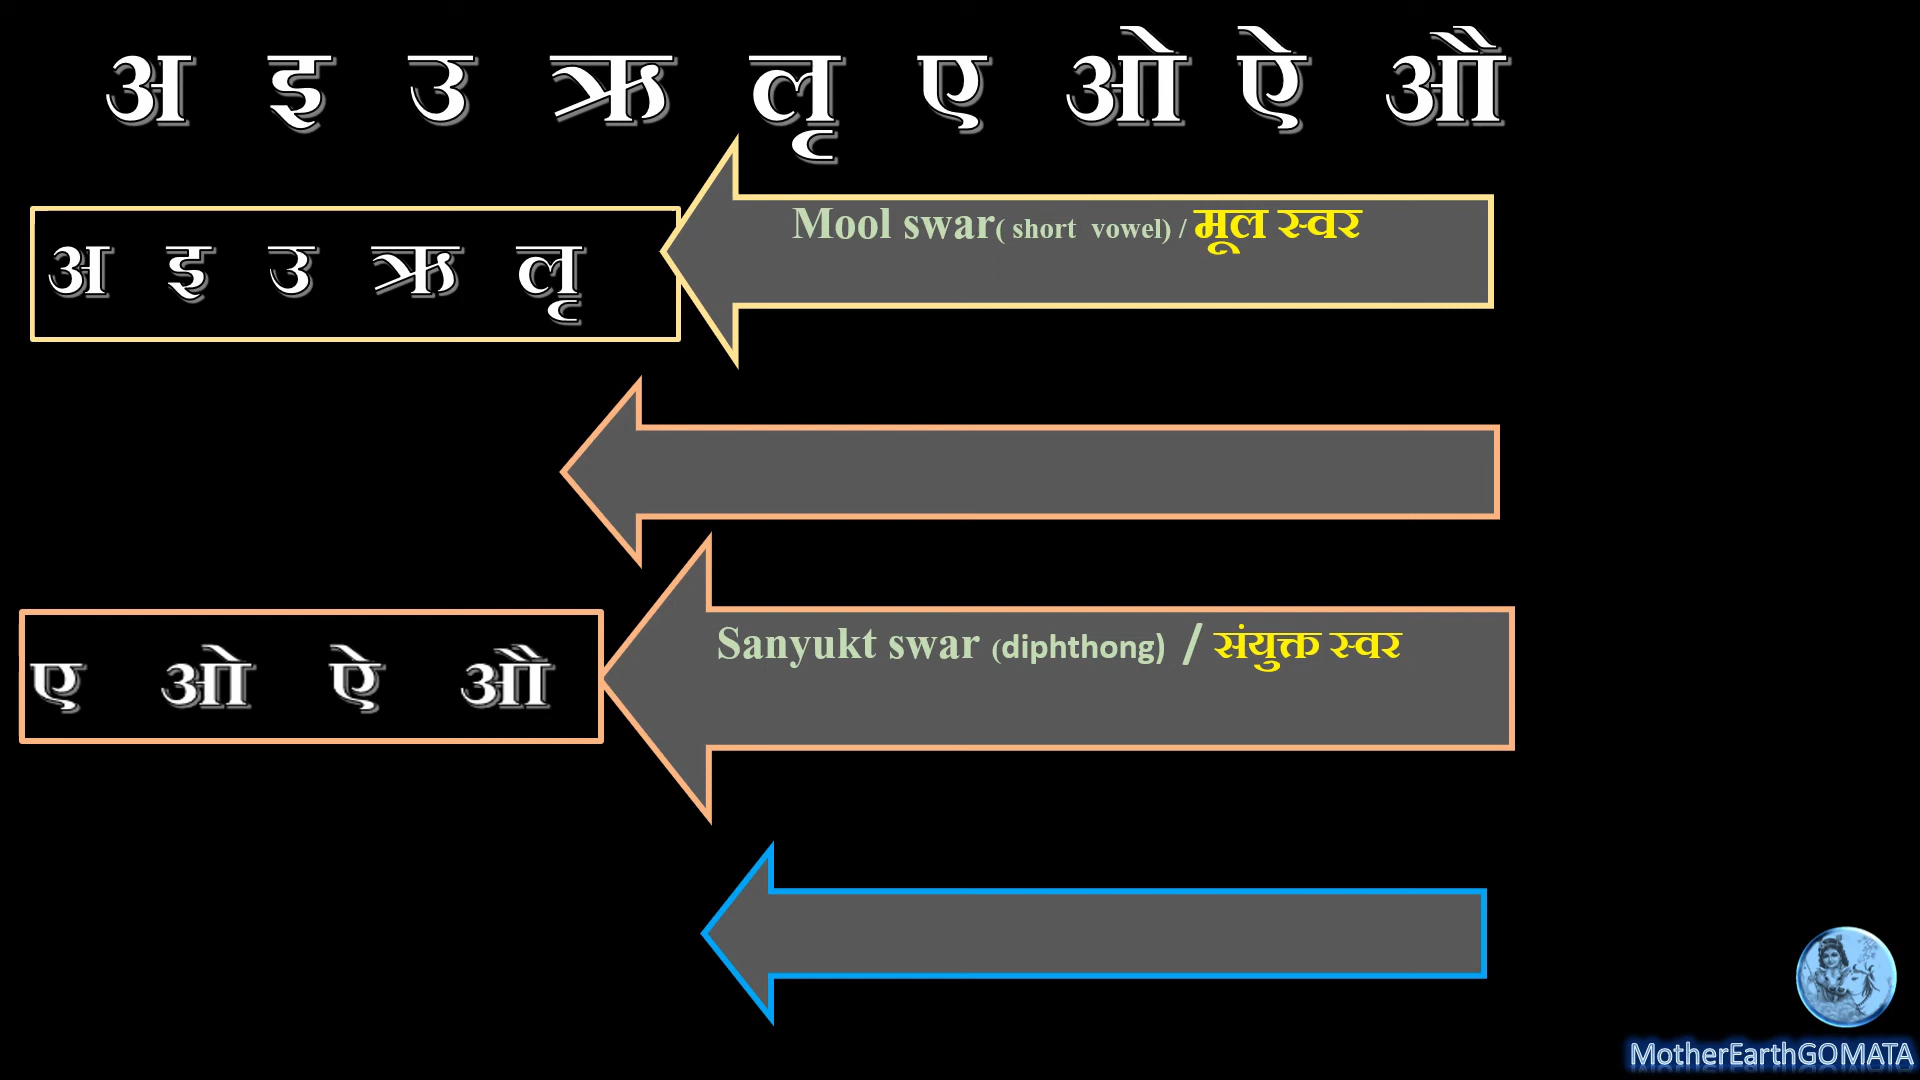 अ इ उ ऋ लृ ए ओ ऐ औ
Mool swar( short vowel) / मूल स्वर
अ इ उ ऋ लृ
Sanyukt swar (diphthong) / संयुक्त स्वर
ए ओ ऐ औ
MotherEarthGOMATA